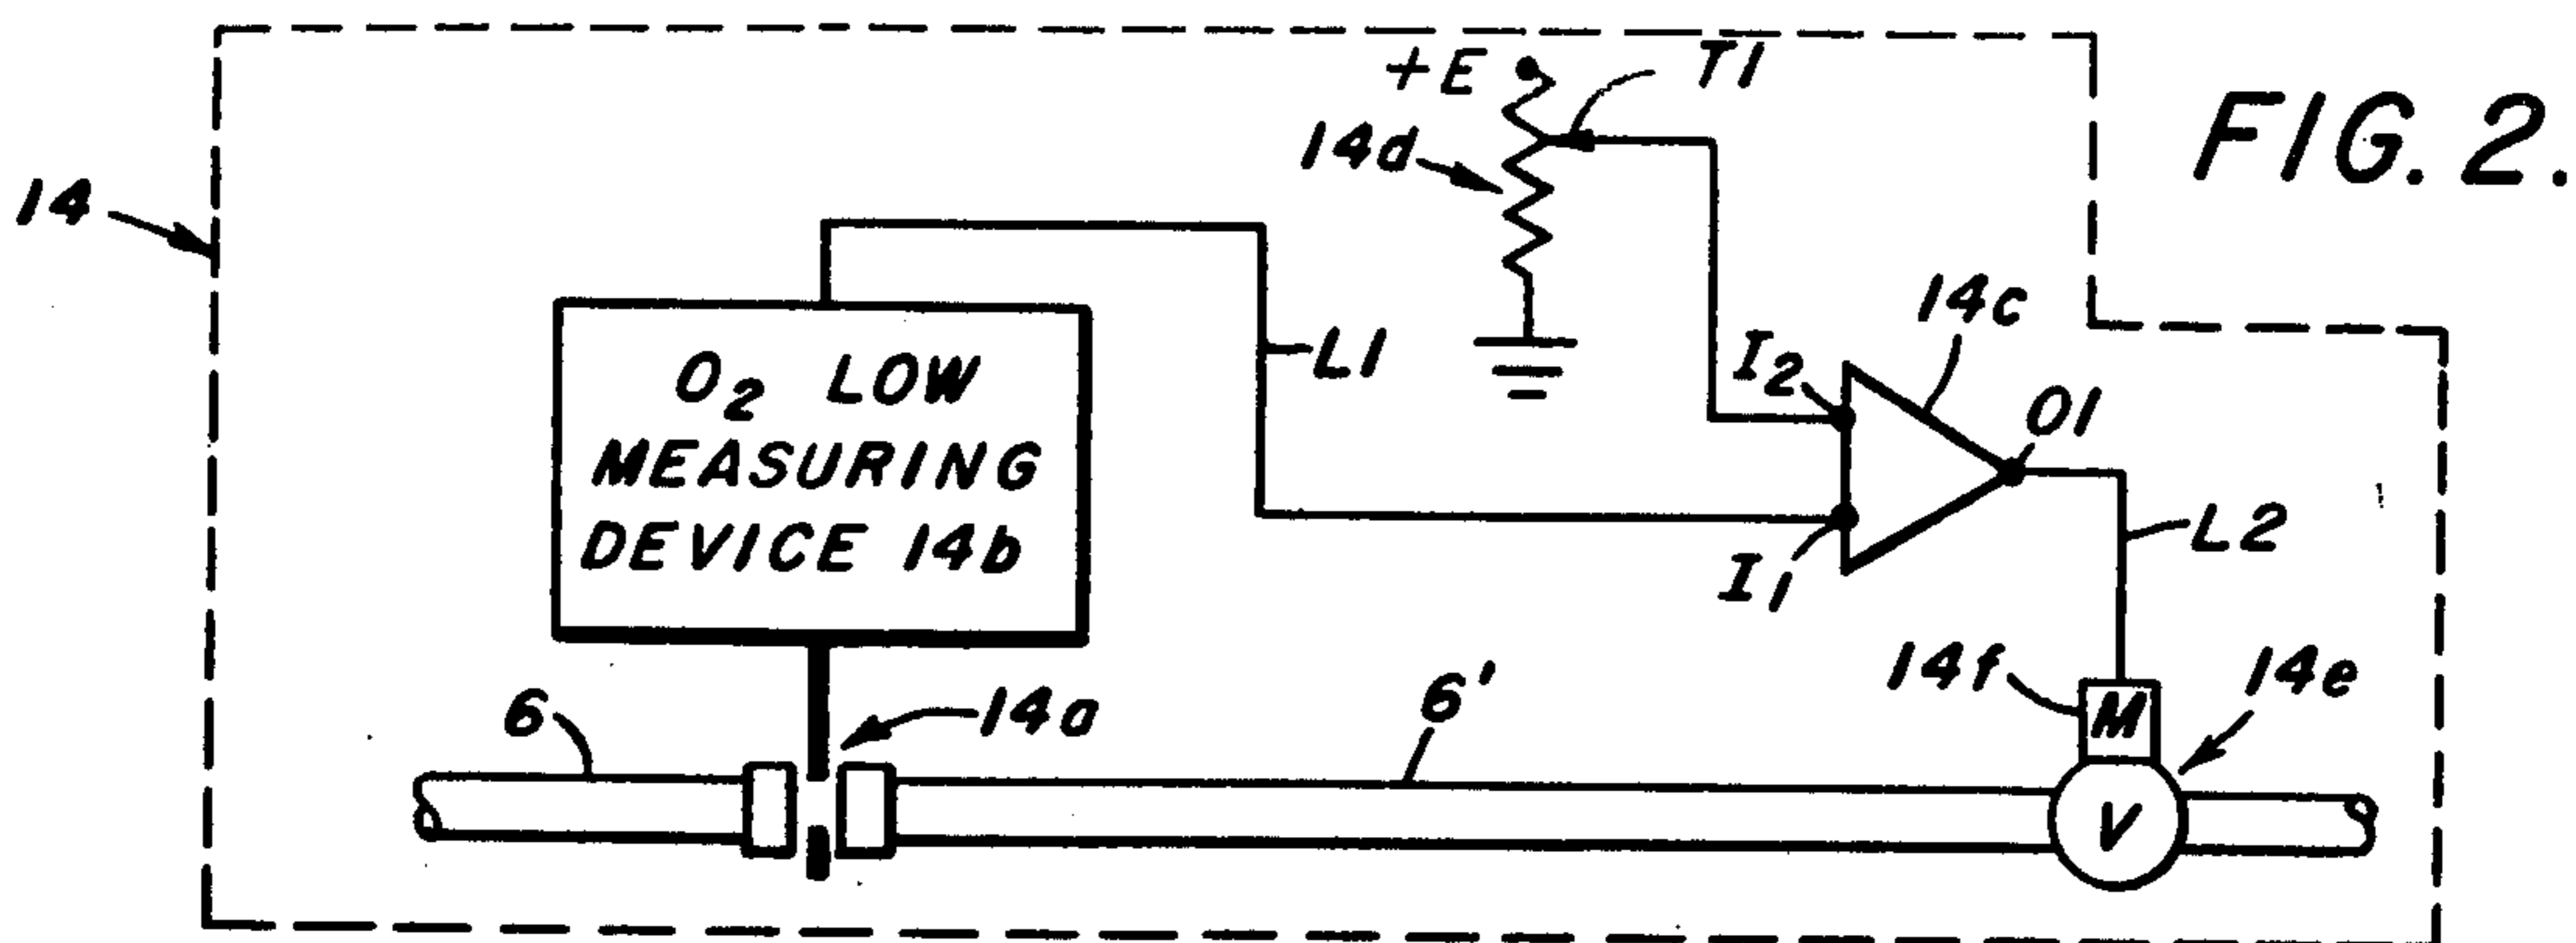 +E
T1
FIG. 2.
14d
14
14c
L1
I2
O1
O2 LOW
MEASURING
DEVICE 14b
L2
I1
14f
14e
M
6
14a
6'
V